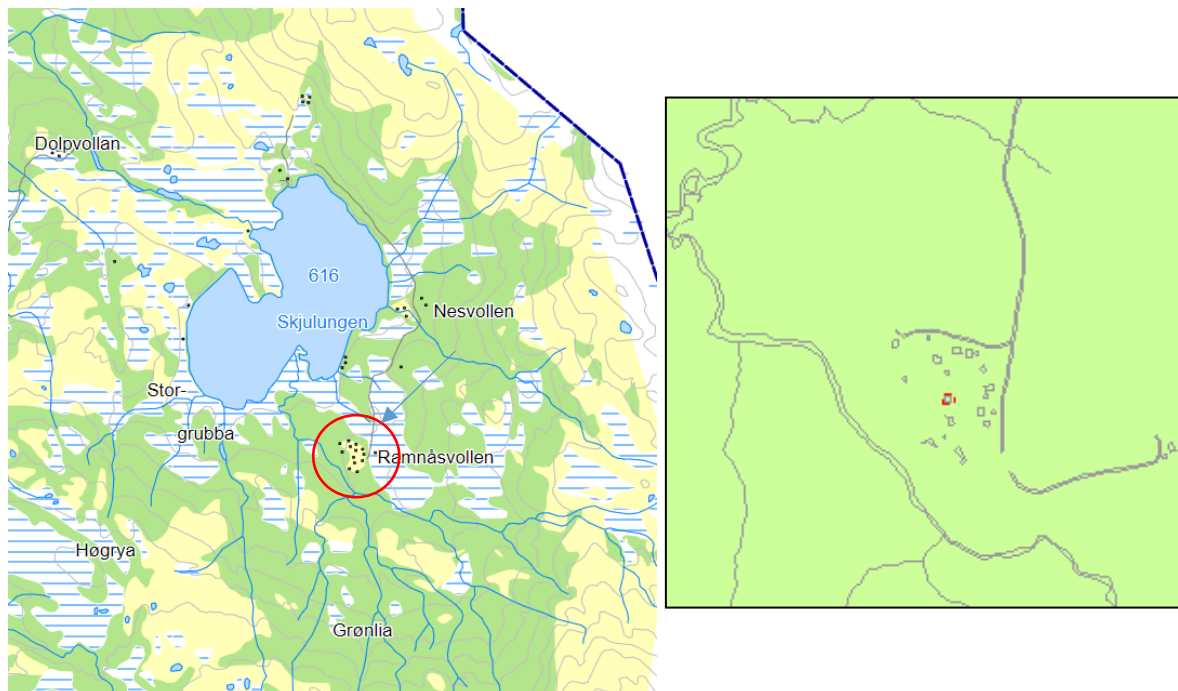 Dolpvollan
616
Skjulungen
Nesvollen
Stor-
grubba
Ramnåsvollen
Høgrya
Grønlia